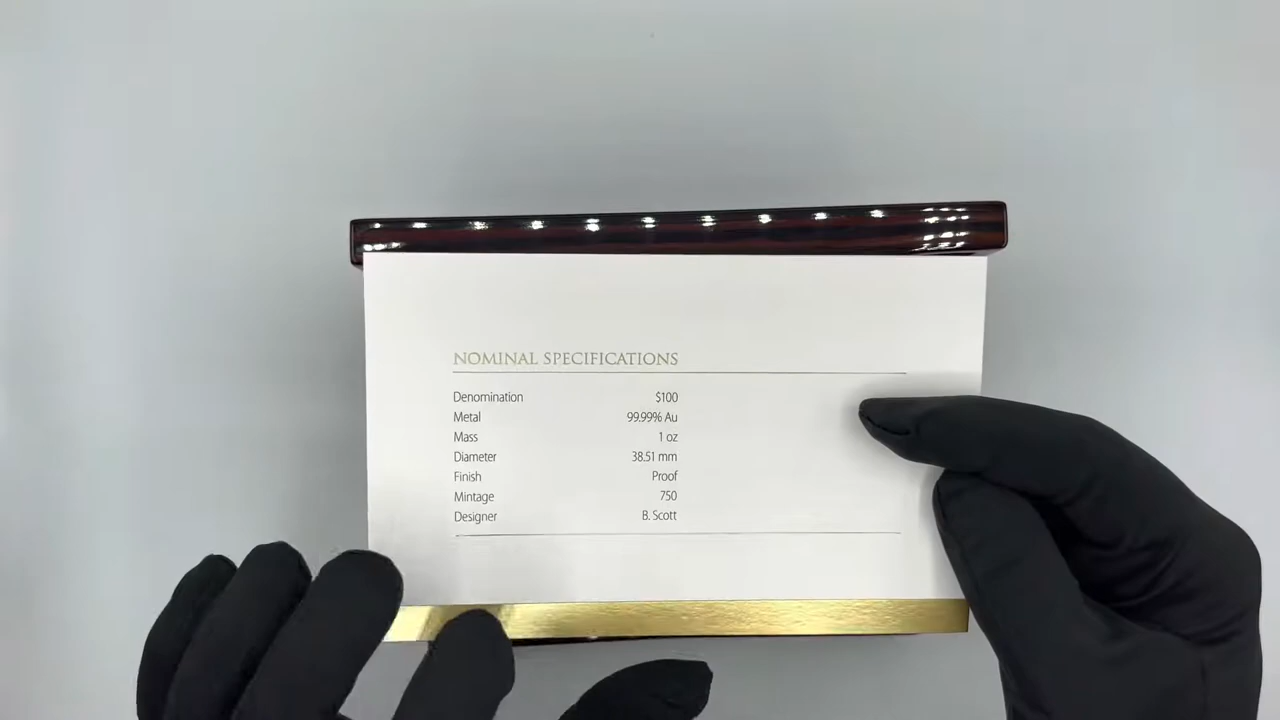 NOMINAL SPECIFICATIONS
Denomination $100
Metal 99.99% Au
Mass 1 oz
Diameter 38.51 mm
Finish Proof
Mintage 750
Designer B. Scott